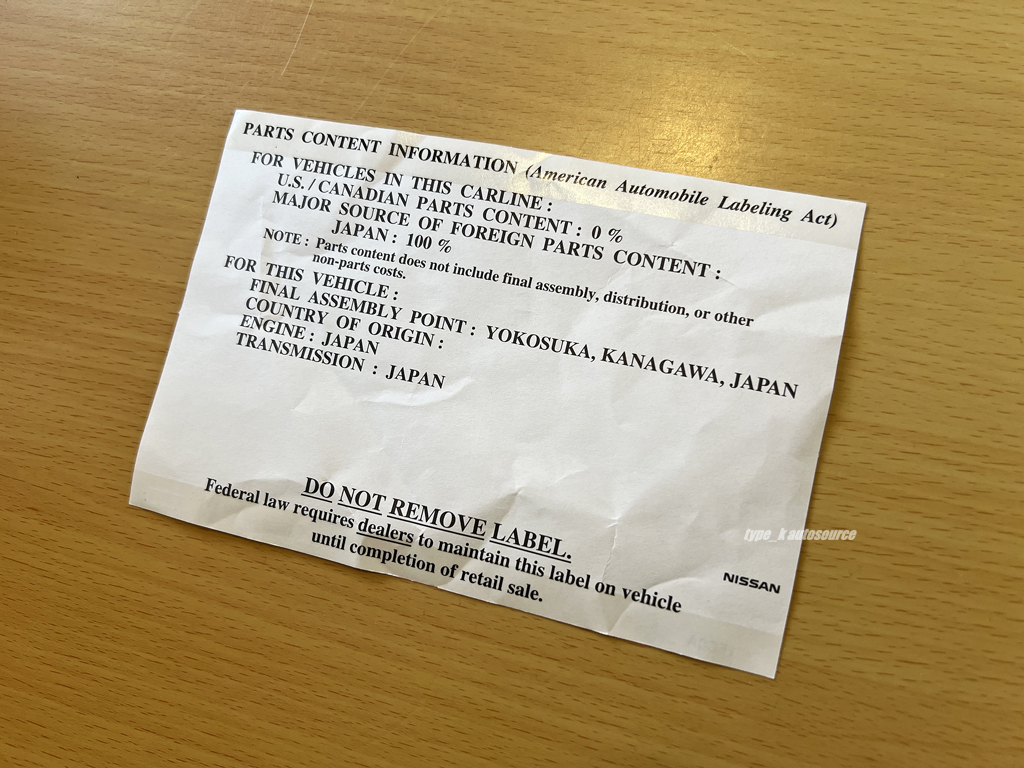 PARTS CONTENT INFORMATION (American Automobile Labeling Act)
FOR VEHICLES IN THIS CARLINE :
U.S. / CANADIAN PARTS CONTENT : 0 %
MAJOR SOURCE OF FOREIGN PARTS CONTENT :
JAPAN : 100 %
NOTE : Parts content does not include final assembly, distribution, or other
non-parts costs.
FOR THIS VEHICLE :
FINAL ASSEMBLY POINT : YOKOSUKA, KANAGAWA, JAPAN
COUNTRY OF ORIGIN :
ENGINE : JAPAN
TRANSMISSION : JAPAN
DO NOT REMOVE LABEL.
Federal law requires dealers to maintain this label on vehicle
until completion of retail sale.
type_kautosource
NISSAN